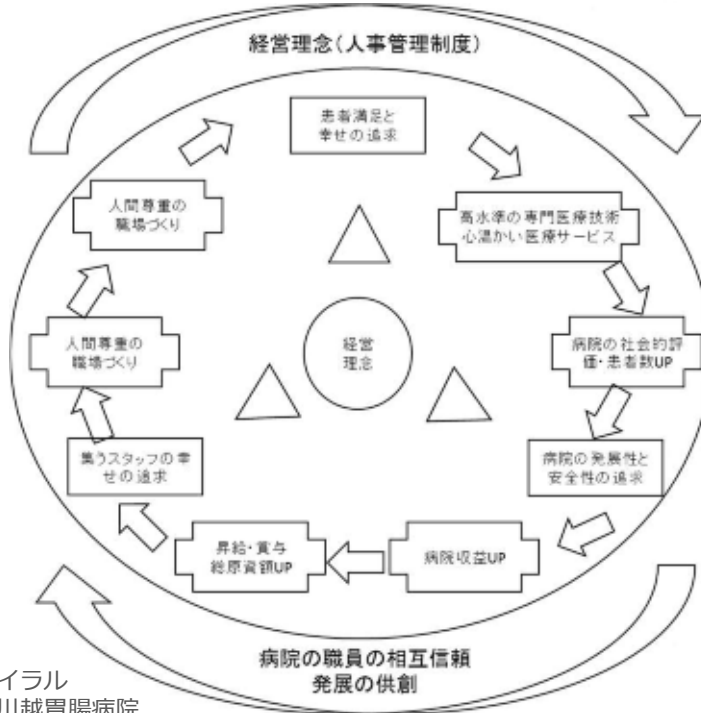 経営理念(人事管理制度)
患者満足と
幸せの追求
高水準の専門医療技術
心温かい医療サービス
病院の社会的評
価・患者数UP
病院の発展性と
安全性の追求
病院収益UP
昇給・賞与
総原資額UP
集うスタッフの幸
せの追求
人間尊重の
職場づくり
人間尊重の
職場づくり
経営
理念
病院の職員の相互信頼
発展の供創
イラル
川越胃腸病院